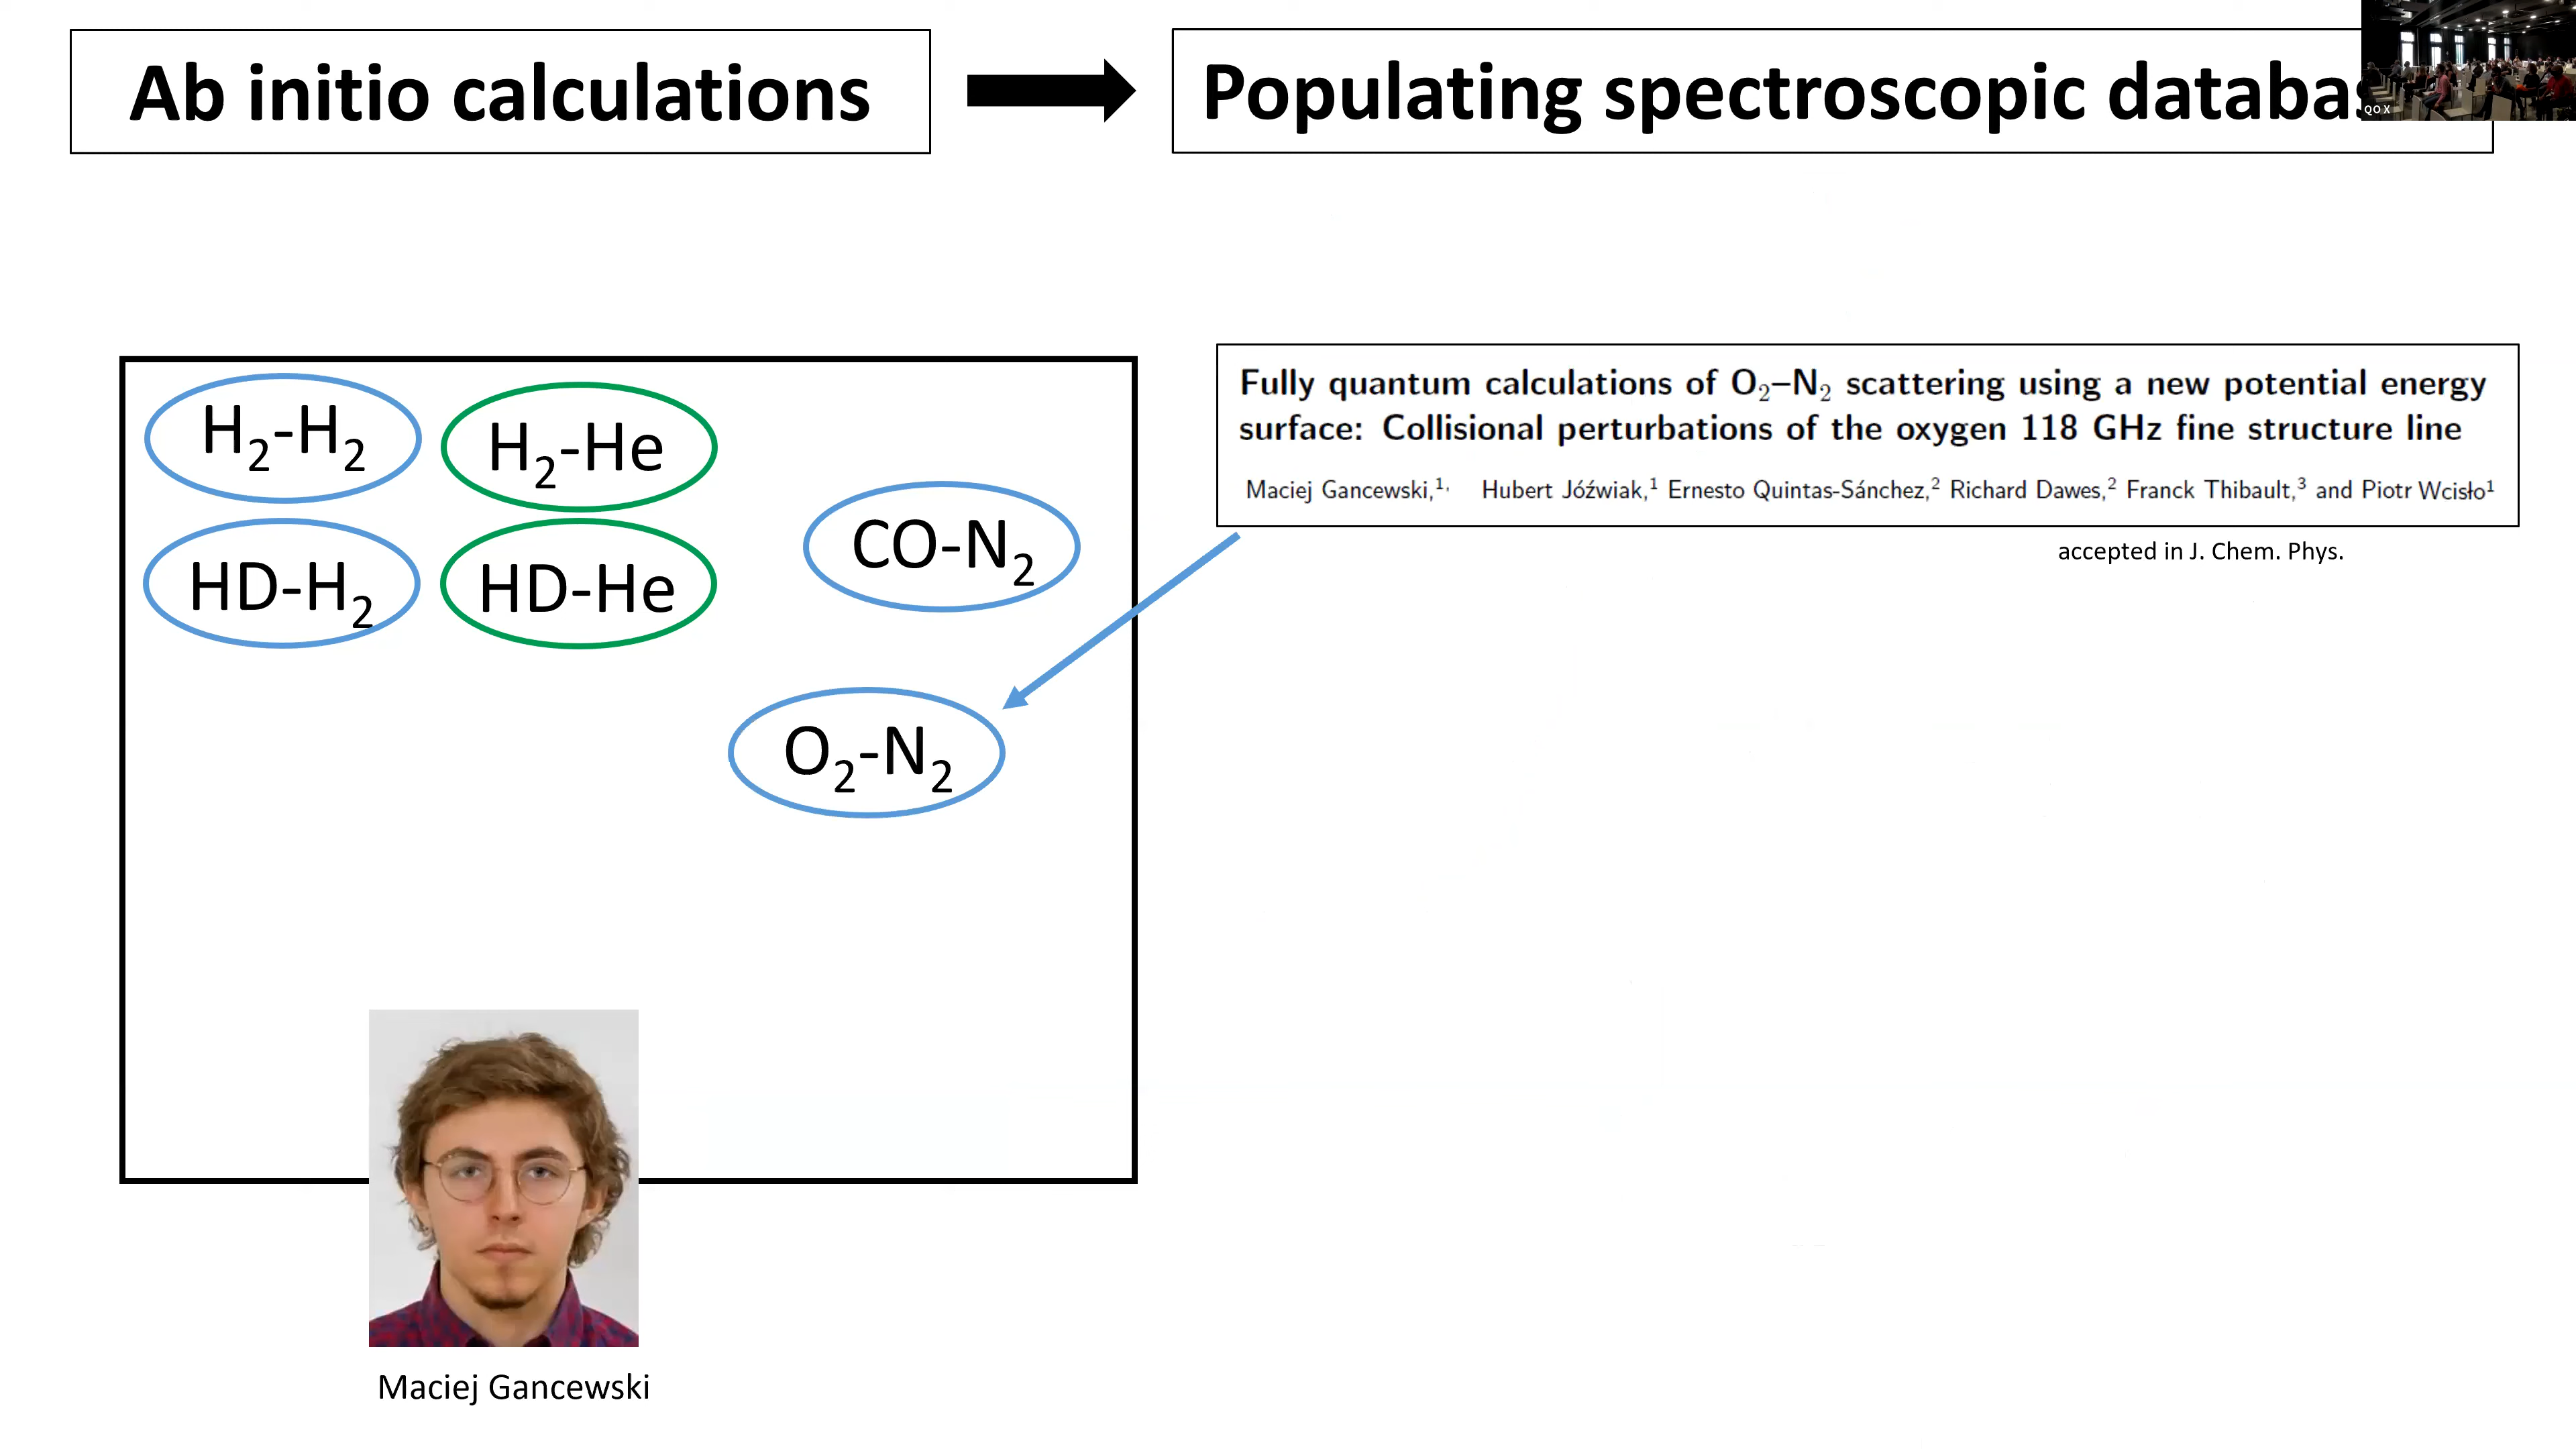 Ab initio calculations
Populating spectroscopic databas
QO X
H2-H2
H2-He
HD-H2
HD-He
CO-N2
O2-N2
Fully quantum calculations of O2–N2 scattering using a new potential energy
surface: Collisional perturbations of the oxygen 118 GHz fine structure line
Maciej Gancewski,1, Hubert Jóźwiak,1 Ernesto Quintas-Sánchez,2 Richard Dawes,2 Franck Thibault,3 and Piotr Wcisło1
accepted in J. Chem. Phys.
Maciej Gancewski